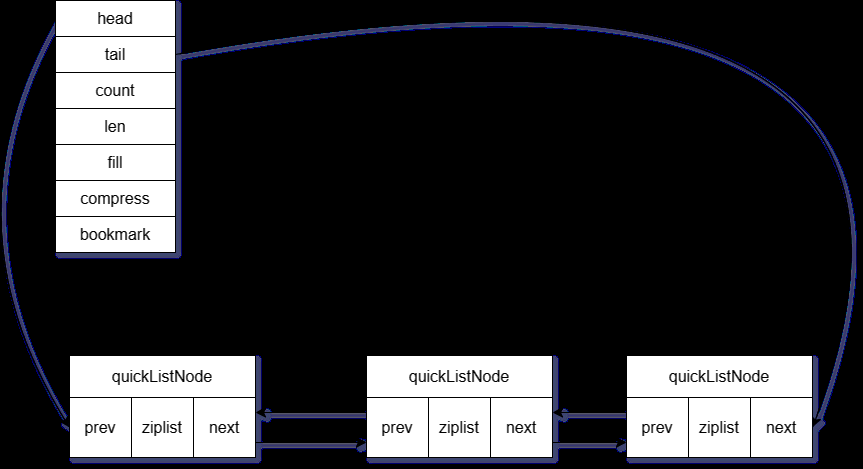 head
tail
count
len
fill
compress
bookmark
quickListNode quickListNode quickListNode
prev ziplist next prev ziplist next prev ziplist next